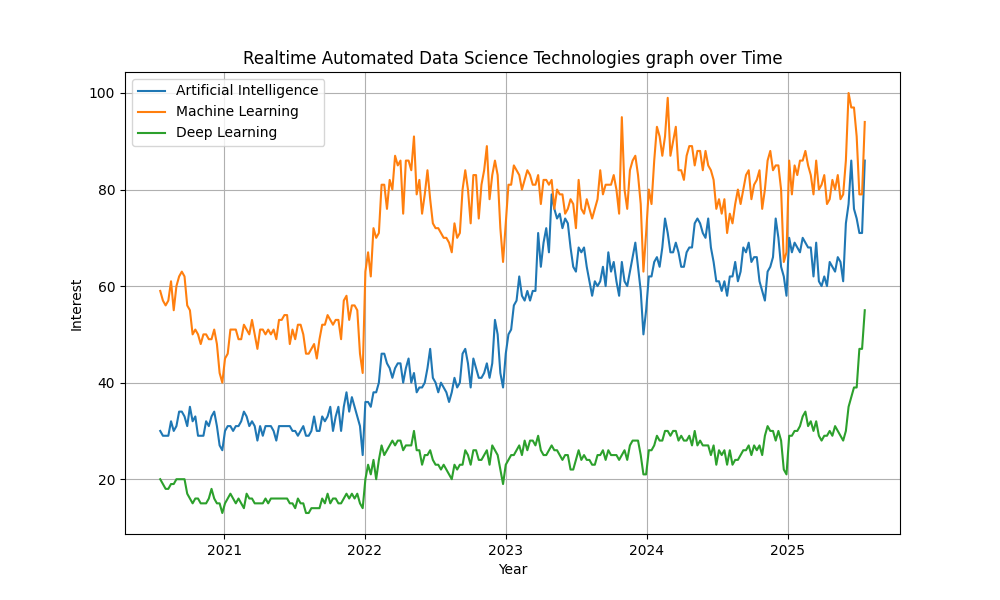 Realtime Automated Data Science Technologies graph over Time
Artificial Intelligence
Machine Learning
Deep Learning
100
80
60
40
20
Interest
2021 2022 2023 2024 2025
Year